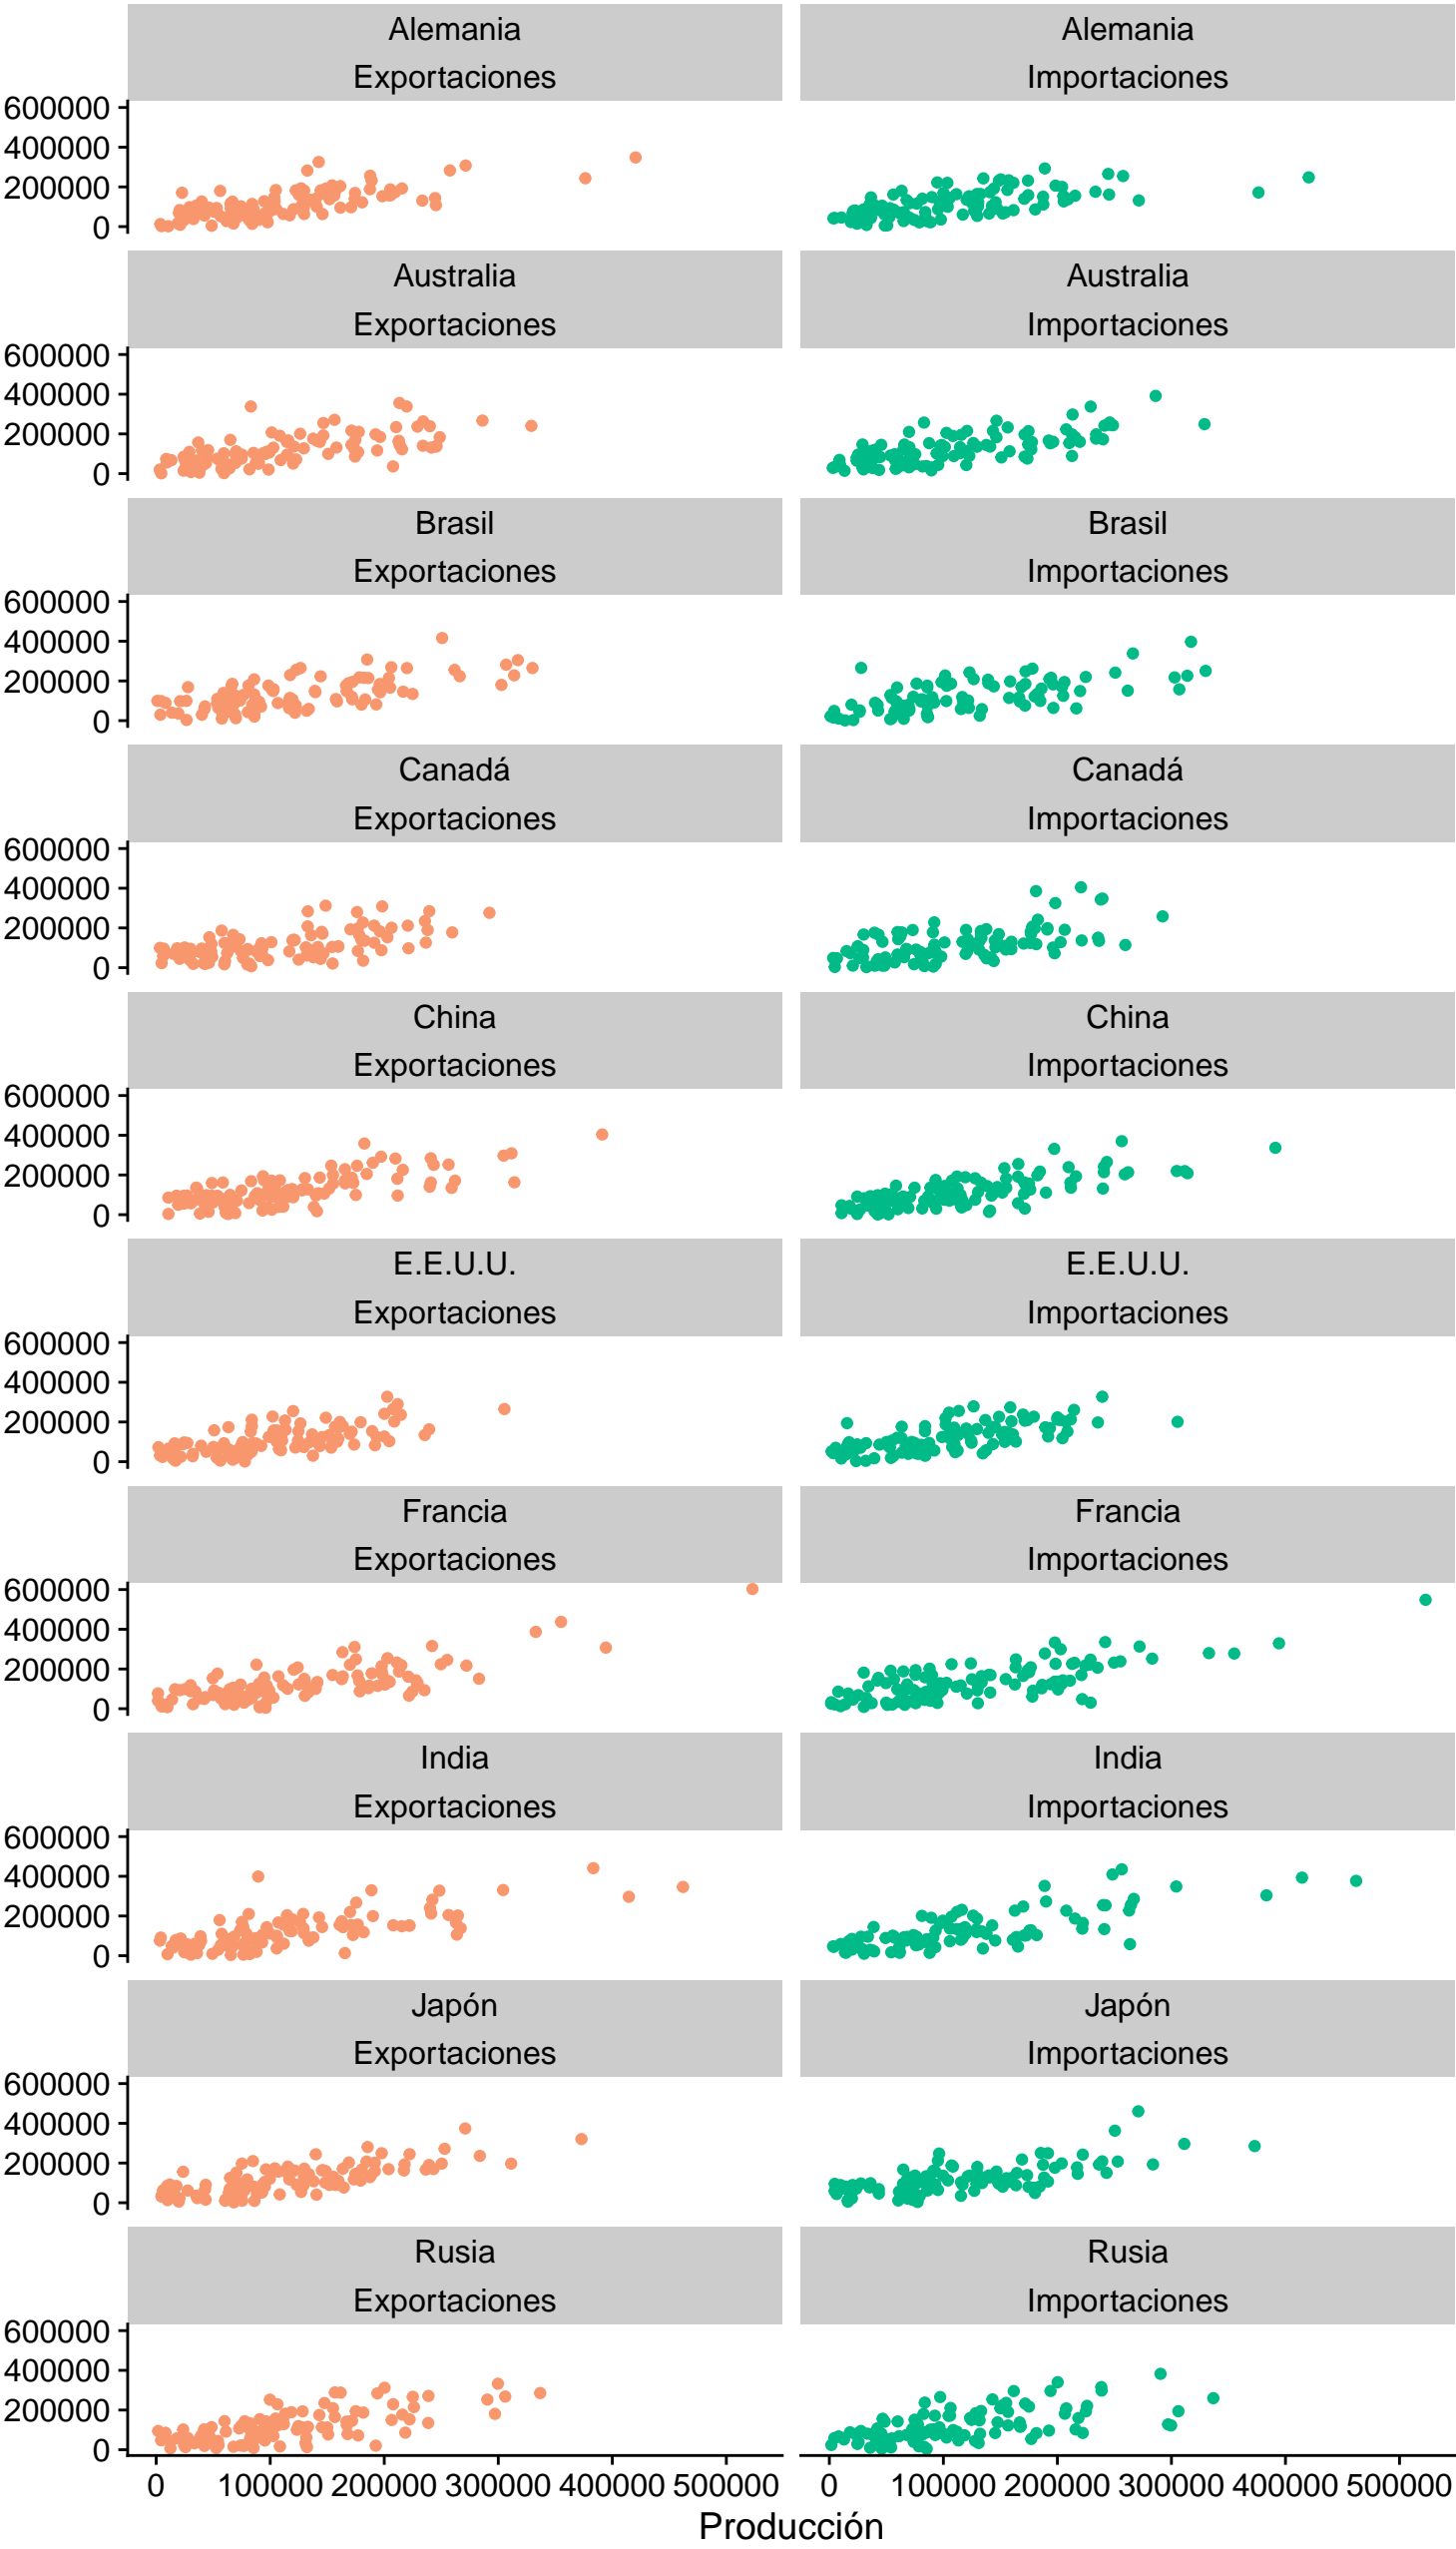 Alemania
Exportaciones
Alemania
Importaciones
600000
400000
200000
0
Australia
Exportaciones
Australia
Importaciones
600000
400000
200000
0
Brasil
Exportaciones
Brasil
Importaciones
600000
400000
200000
0
Canadá
Exportaciones
Canadá
Importaciones
600000
400000
200000
0
China
Exportaciones
China
Importaciones
600000
400000
200000
0
E.E.U.U.
Exportaciones
E.E.U.U.
Importaciones
600000
400000
200000
0
Francia
Exportaciones
Francia
Importaciones
600000
400000
200000
0
India
Exportaciones
India
Importaciones
600000
400000
200000
0
Japón
Exportaciones
Japón
Importaciones
600000
400000
200000
0
Rusia
Exportaciones
Rusia
Importaciones
600000
400000
200000
0
0 100000 200000 300000 400000 500000
0 100000 200000 300000 400000 500000
Producción